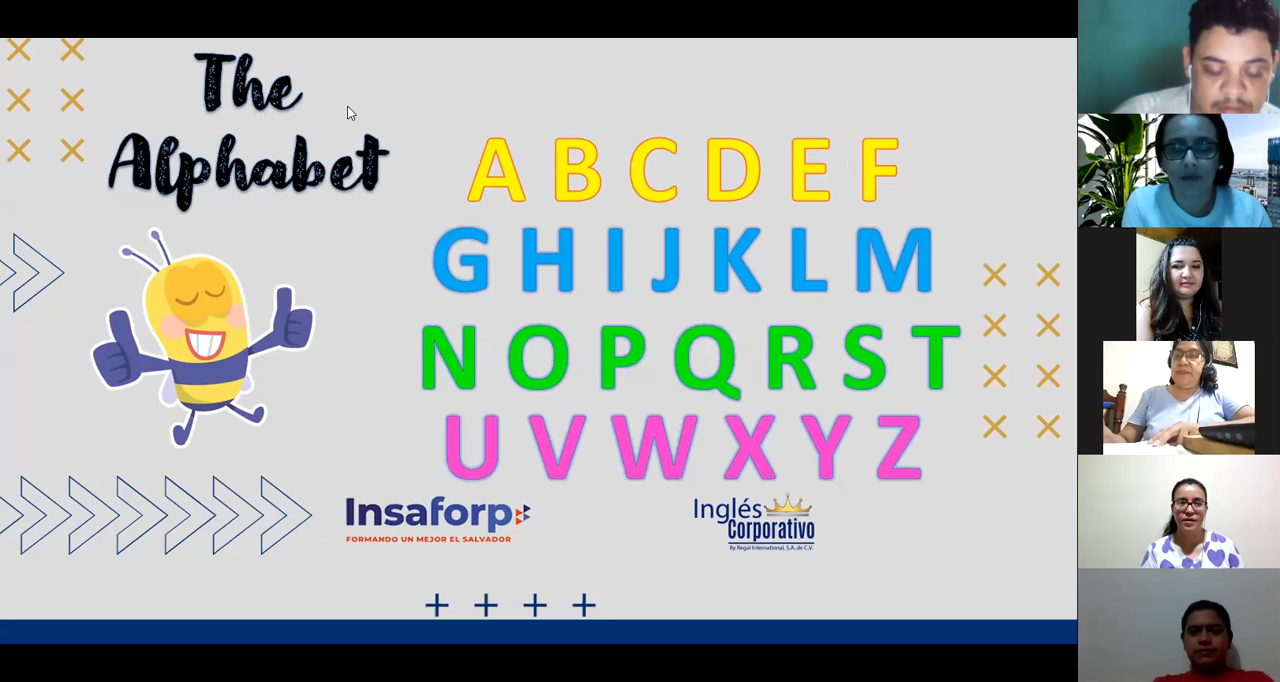 The
Alphabet
A B C D E F
G H I J K L M
N O P Q R S T
U V W X Y Z
Insaforp
FORMANDO UN MEJOR EL SALVADOR
Inglés
Corporativo
By Regal International, S.A. de C.V.